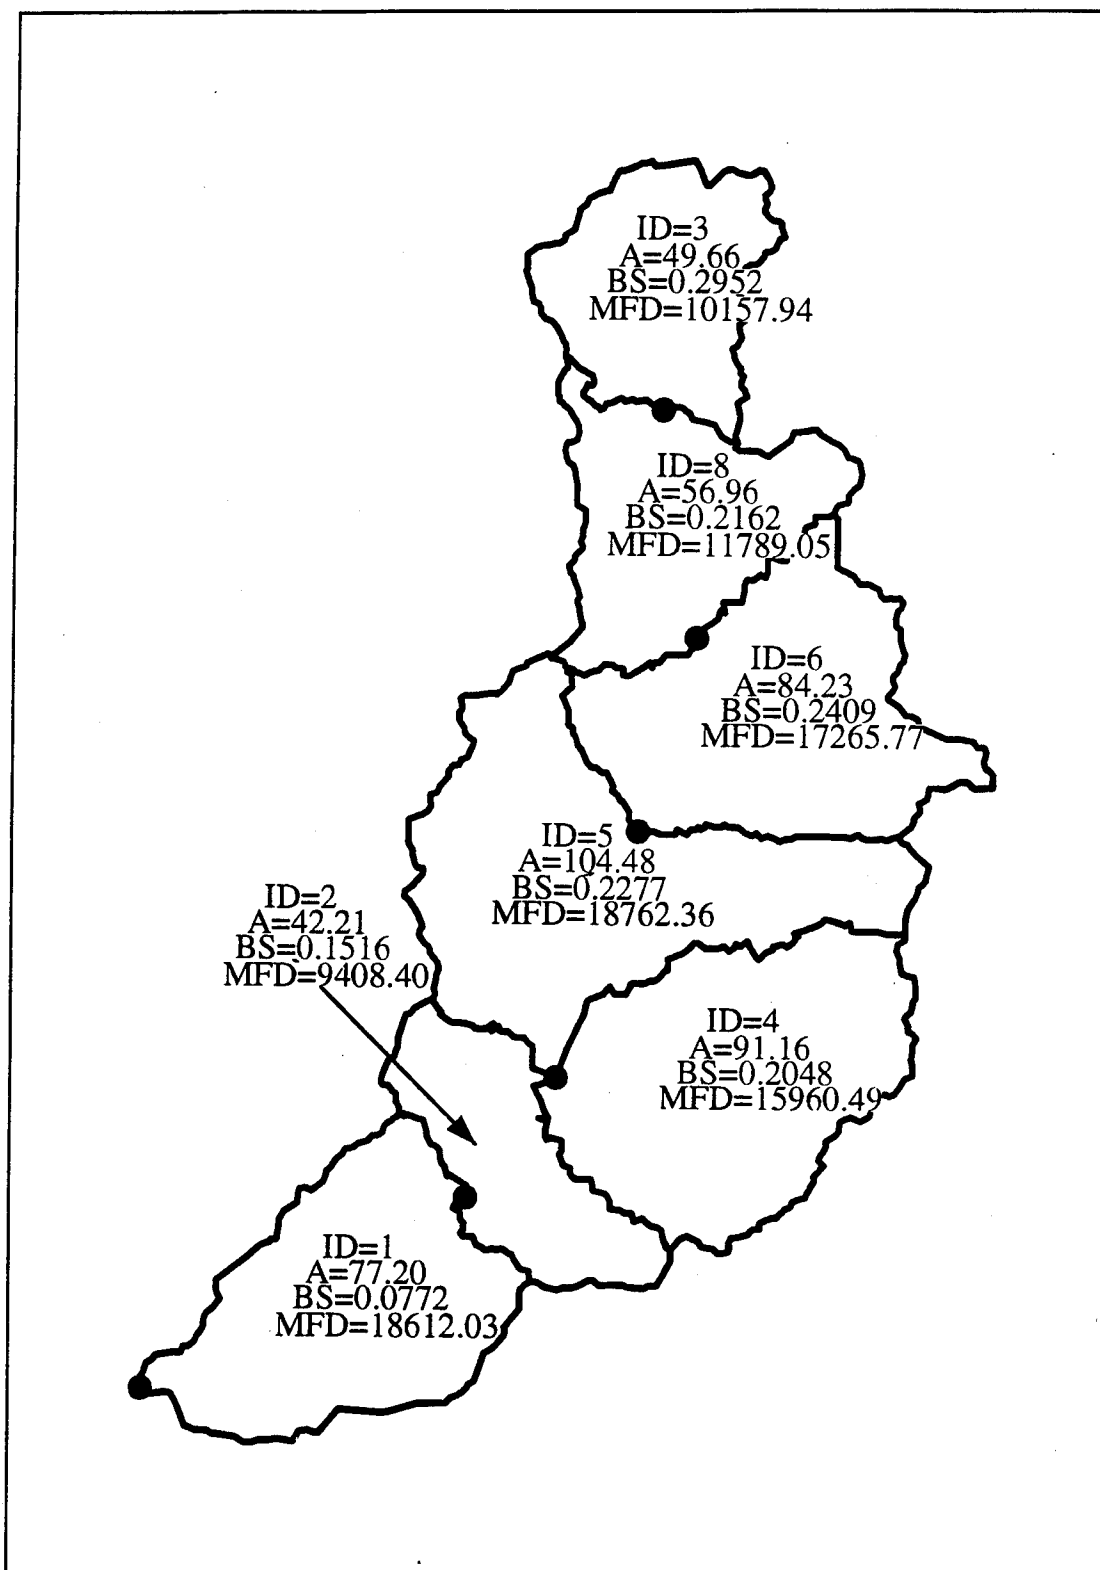 ID=3
A=49.66
BS=0.2952
MFD=10157.94
ID=8
A=56.96
BS=0.2162
MFD=11789.05
ID=6
A=84.23
BS=0.2409
MFD=17265.77
ID=5
A=104.48
BS=0.2277
MFD=18762.36
ID=2
A=42.21
BS=0.1516
MFD=9408.40
ID=4
A=91.16
BS=0.2048
MFD=15960.49
ID=1
A=77.20
BS=0.0772
MFD=18612.03